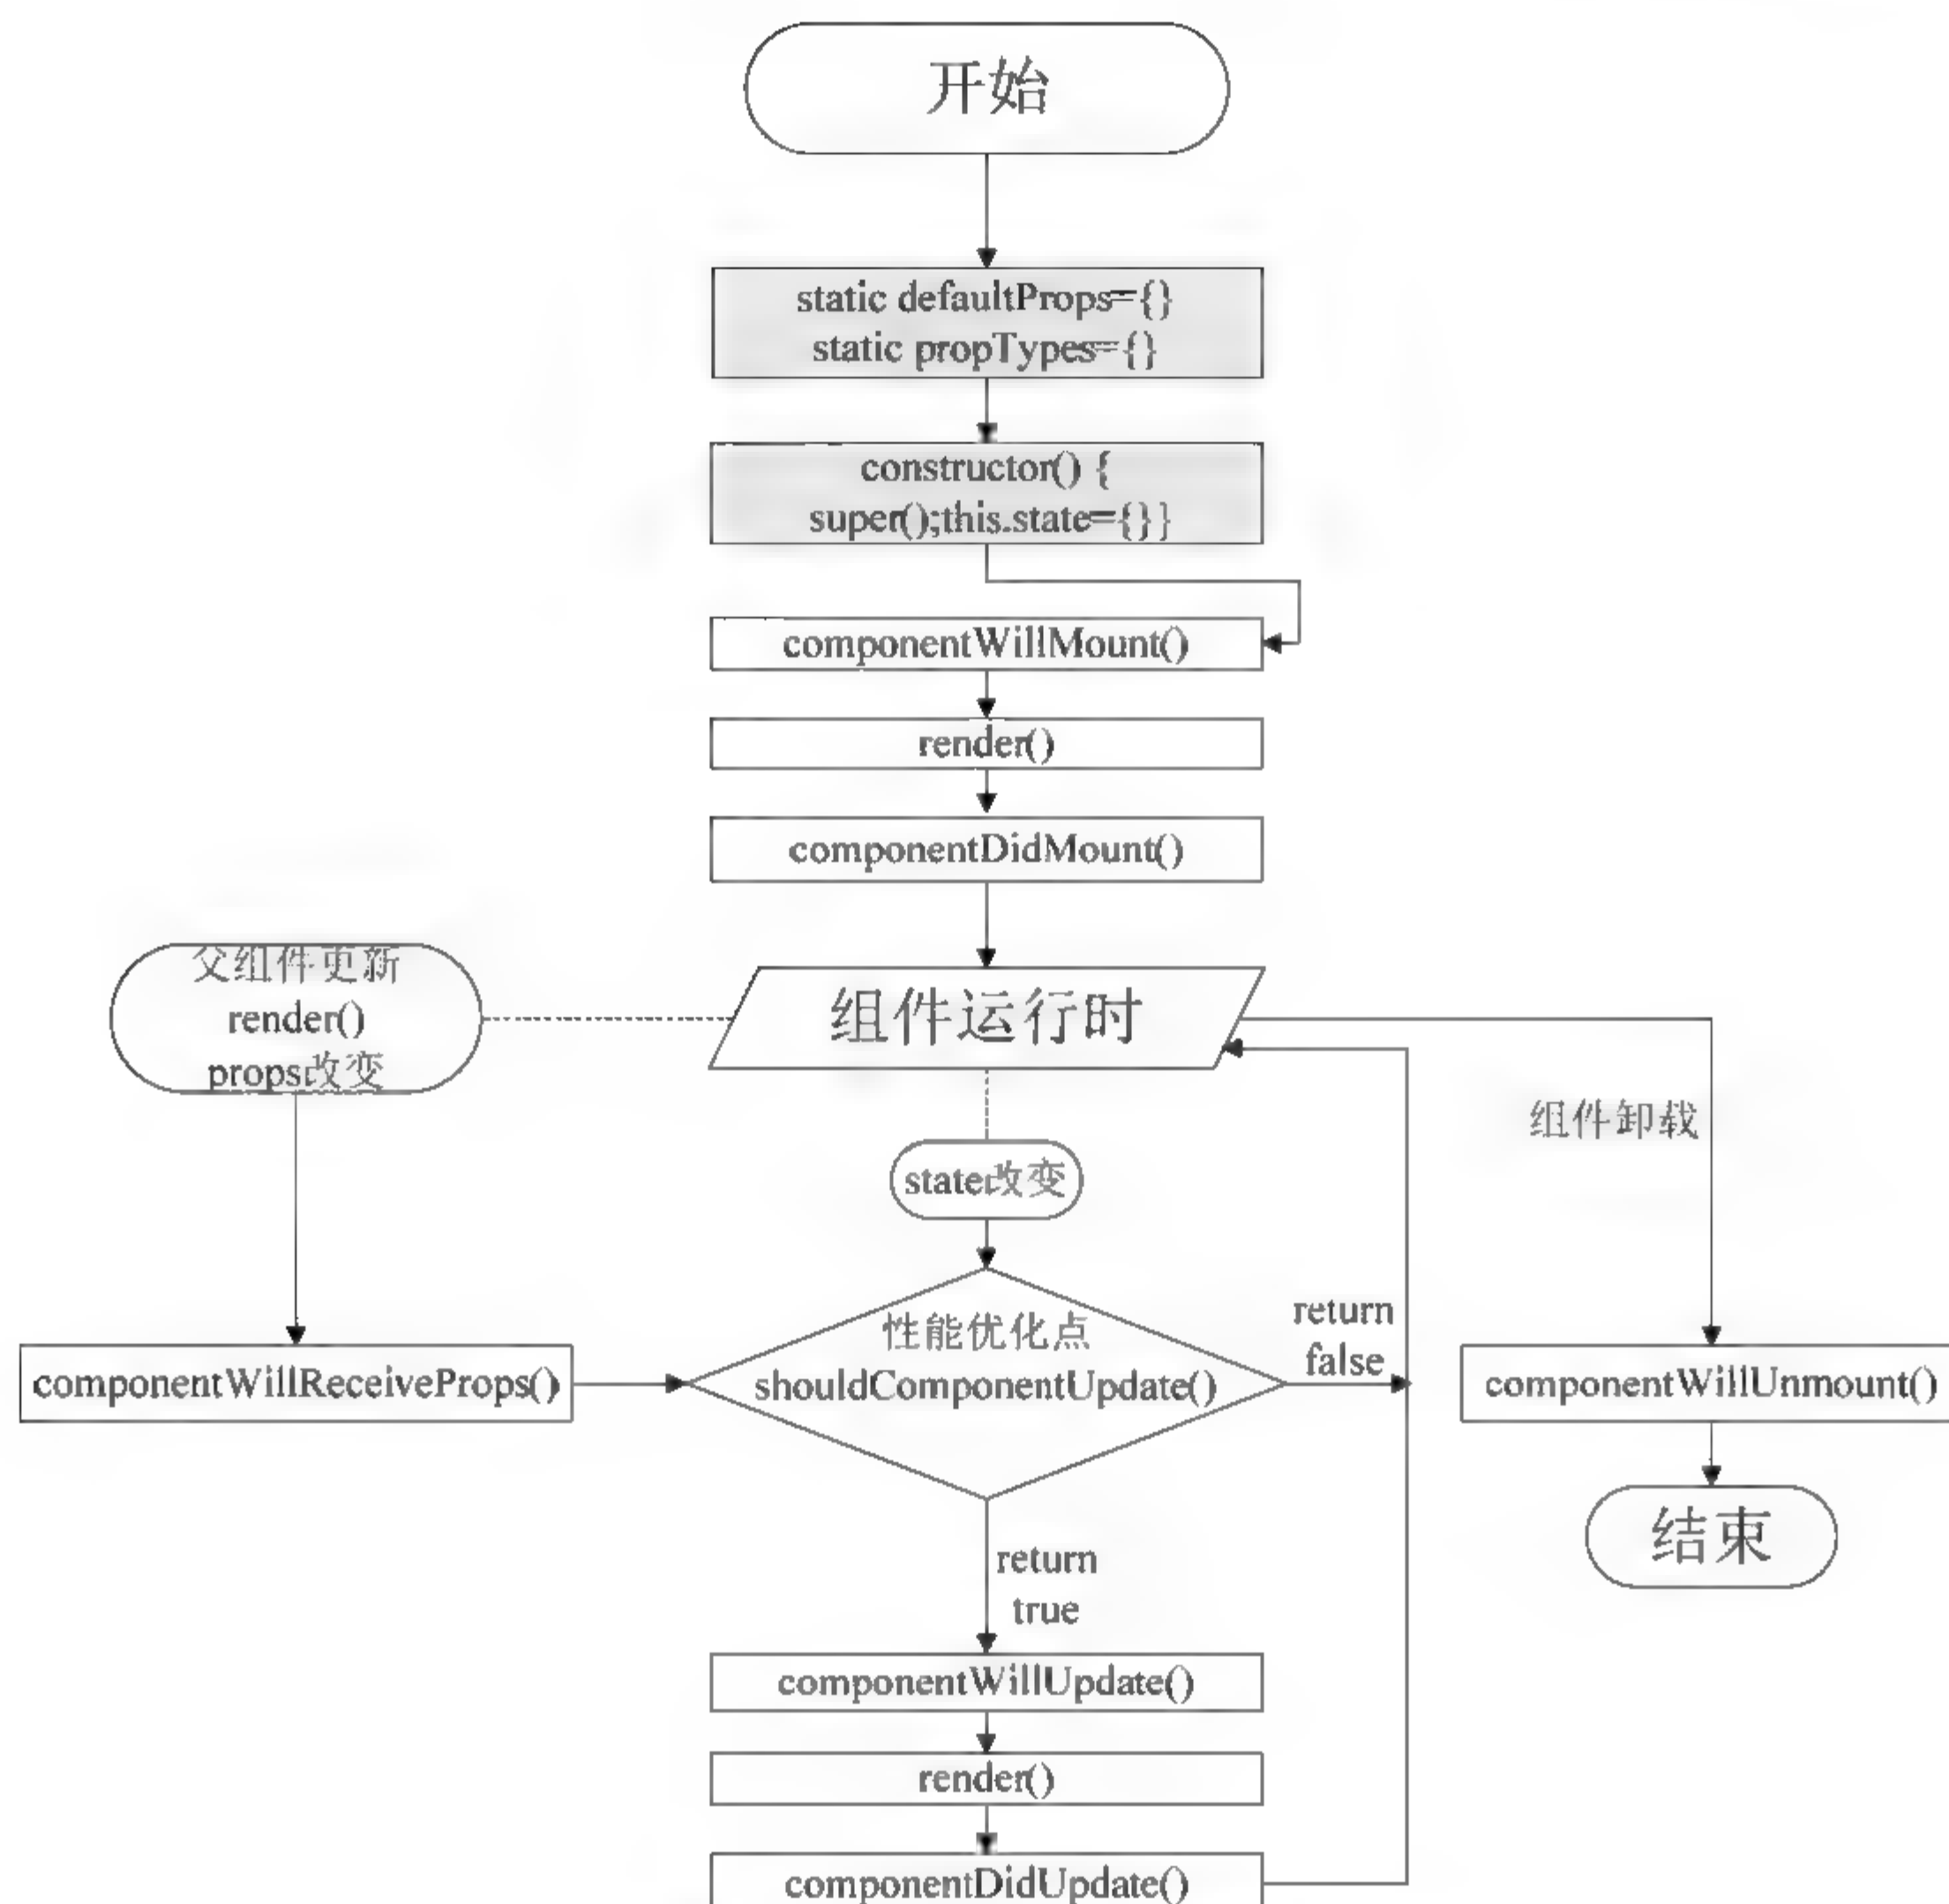 开始
static defaultProps={}
static propTypes={}
constructor() {
super();this.state={}}
componentWillMount()
render()
componentDidMount()
父组件更新
render()
props改变
组件运行时
组件卸载
state改变
componentWillReceiveProps()
性能优化点
shouldComponentUpdate()
return
false
componentWillUnmount()
结束
return
true
componentWillUpdate()
render()
componentDidUpdate()